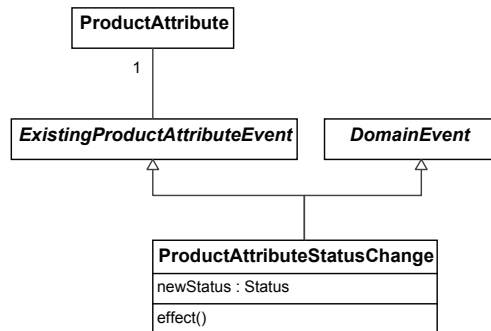 ProductAttribute
1
ExistingProductAttributeEvent
DomainEvent
ProductAttributeStatusChange
newStatus : Status
effect()